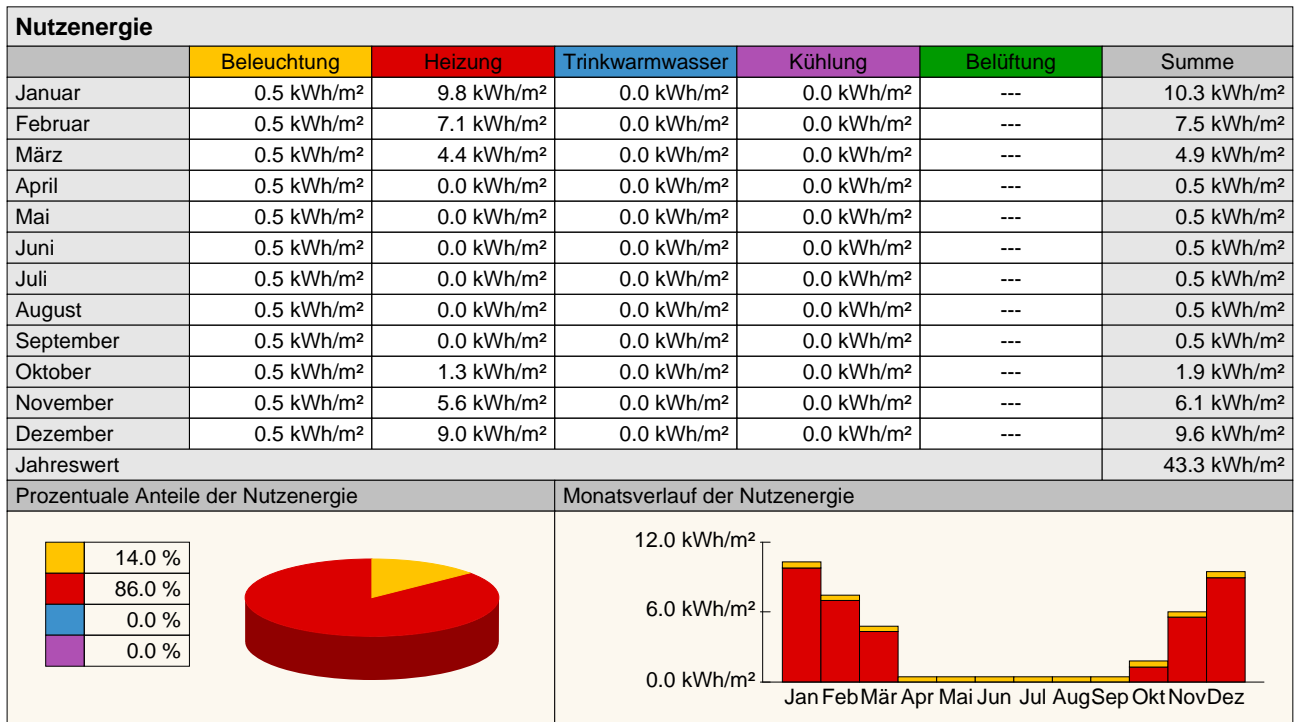 Nutzenergie
Beleuchtung Heizung Trinkwarmwasser Kühlung Belüftung Summe
Januar 0.5 kWh/m² 9.8 kWh/m² 0.0 kWh/m² 0.0 kWh/m² --- 10.3 kWh/m²
Februar 0.5 kWh/m² 7.1 kWh/m² 0.0 kWh/m² 0.0 kWh/m² --- 7.5 kWh/m²
März 0.5 kWh/m² 4.4 kWh/m² 0.0 kWh/m² 0.0 kWh/m² --- 4.9 kWh/m²
April 0.5 kWh/m² 0.0 kWh/m² 0.0 kWh/m² 0.0 kWh/m² --- 0.5 kWh/m²
Mai 0.5 kWh/m² 0.0 kWh/m² 0.0 kWh/m² 0.0 kWh/m² --- 0.5 kWh/m²
Juni 0.5 kWh/m² 0.0 kWh/m² 0.0 kWh/m² 0.0 kWh/m² --- 0.5 kWh/m²
Juli 0.5 kWh/m² 0.0 kWh/m² 0.0 kWh/m² 0.0 kWh/m² --- 0.5 kWh/m²
August 0.5 kWh/m² 0.0 kWh/m² 0.0 kWh/m² 0.0 kWh/m² --- 0.5 kWh/m²
September 0.5 kWh/m² 0.0 kWh/m² 0.0 kWh/m² 0.0 kWh/m² --- 0.5 kWh/m²
Oktober 0.5 kWh/m² 1.3 kWh/m² 0.0 kWh/m² 0.0 kWh/m² --- 1.9 kWh/m²
November 0.5 kWh/m² 5.6 kWh/m² 0.0 kWh/m² 0.0 kWh/m² --- 6.1 kWh/m²
Dezember 0.5 kWh/m² 9.0 kWh/m² 0.0 kWh/m² 0.0 kWh/m² --- 9.6 kWh/m²
Jahreswert 43.3 kWh/m²
Prozentuale Anteile der Nutzenergie
14.0 %
86.0 %
0.0 %
0.0 %
Monatsverlauf der Nutzenergie
12.0 kWh/m²
6.0 kWh/m²
0.0 kWh/m²
Jan Feb Mär Apr Mai Jun Jul Aug Sep Okt Nov Dez